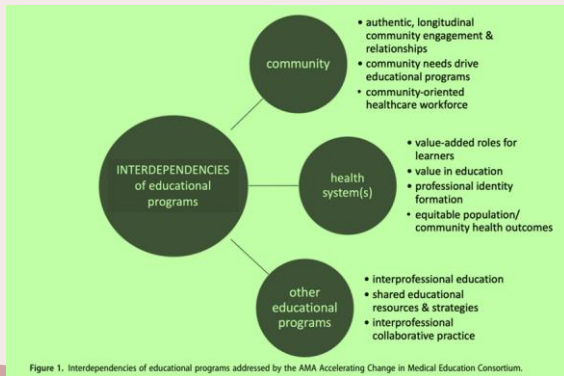 community
• authentic, longitudinal
community engagement &
relationships
• community needs drive
educational programs
• community-oriented
healthcare workforce
INTERDEPENDENCIES
of educational
programs
health
system(s)
• value-added roles for
learners
• value in education
• professional identity
formation
• equitable population/
community health outcomes
other
educational
programs
• interprofessional education
• shared educational
resources & strategies
• interprofessional
collaborative practice
Figure 1. Interdependencies of educational programs addressed by the AMA Accelerating Change in Medical Education Consortium.